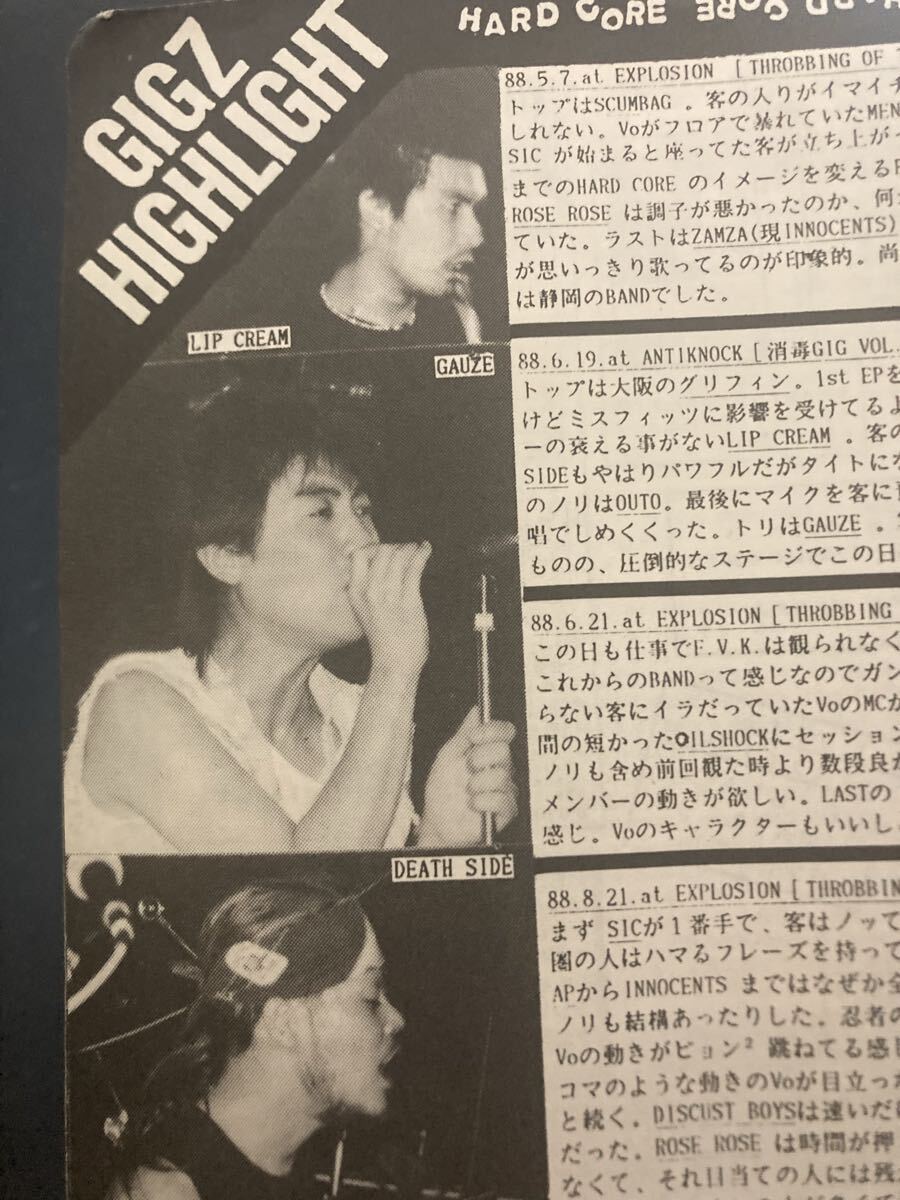 GIGZ
HIGHLIGHT
HARD CORE
LIP CREAM
GAUZE
DEATH SIDE
88.5.7.at EXPLOSION [ THROBBING OF
トップはSCUMBAG 。客の入りがイマイチ
しれない。Voがフロアで暴れていたMEN
SIC が始まると座ってた客が立ち上が
までのHARD CORE のイメージを変える
ROSE ROSE は調子が悪かったのか、何
ていた。ラストはZAMZA(現INNOCENTS)
が思いっきり歌ってるのが印象的。尚
は静岡のBANDでした。
88.6.19.at ANTIKNOCK [ 消毒GIG VOL.
トップは大阪のグリフィン。1st EPを
けどミスフィッツに影響を受けてるよ
ーの衰える事がないLIP CREAM 。客の
SIDEもやはりパワフルだがタイトにな
のノリはOUTO。最後にマイクを客に
唱でしめくくった。トリはGAUZE 。
ものの、圧倒的なステージでこの日
88.6.21.at EXPLOSION [ THROBBING
この日も仕事でF.V.K.は観られなく
これからのBANDって感じなのでガン
らない客にイラだっていたVoのMCが
間の短かったOILSHOCKにセッション
ノリも含め前回観た時より数段良か
メンバーの動きが欲しい。LASTの
感じ。Voのキャラクターもいいし
88.8.21.at EXPLOSION [ THROBBIN
まず SICが１番手で、客はノッて
圏の人はハマるフレーズを持って
APからINNOCENTS まではなぜか全
ノリも結構あったりした。忍者の
Voの動きがピョン² 跳ねてる感じ
コマのような動きのVoが目立った
と続く。DISCUST BOYSは速いだけ
だった。ROSE ROSE は時間が押
なくて、それ目当ての人には残